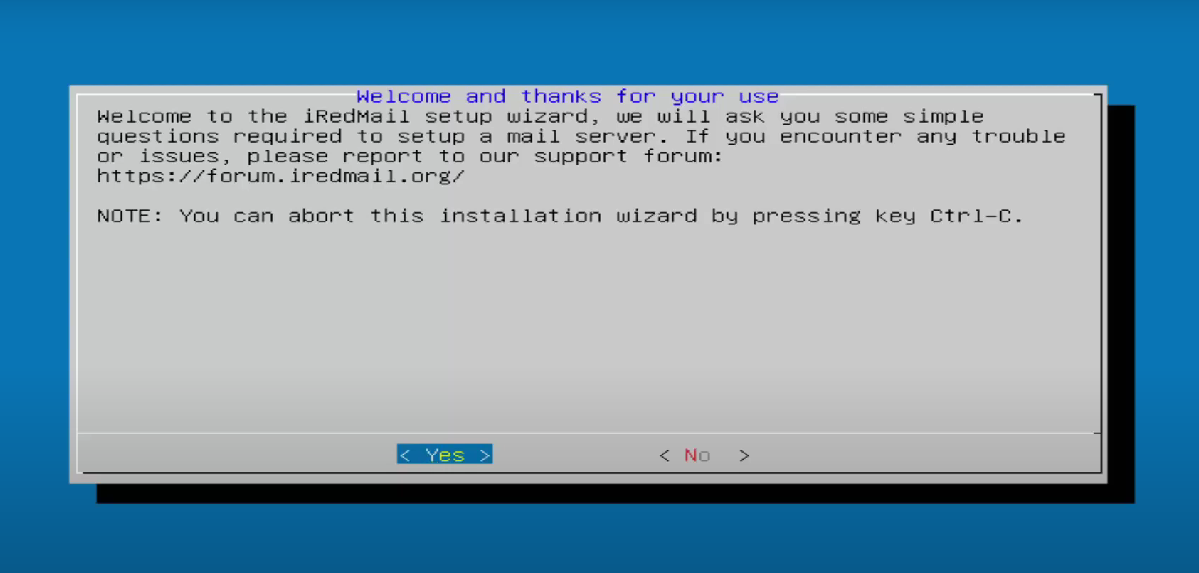 Welcome and thanks for your use
Welcome to the iRedMail setup wizard, we will ask you some simple
questions required to setup a mail server. If you encounter any trouble
or issues, please report to our support forum:
https://forum.iredmail.org/
NOTE: You can abort this installation wizard by pressing key Ctrl-C.
< Yes > < No >